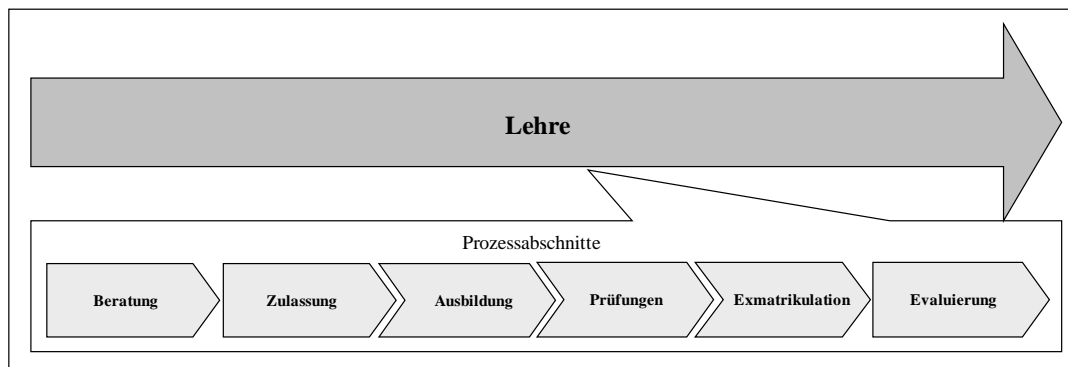 Lehre
Prozessabschnitte
Beratung
Zulassung
Ausbildung
Prüfungen
Exmatrikulation
Evaluierung